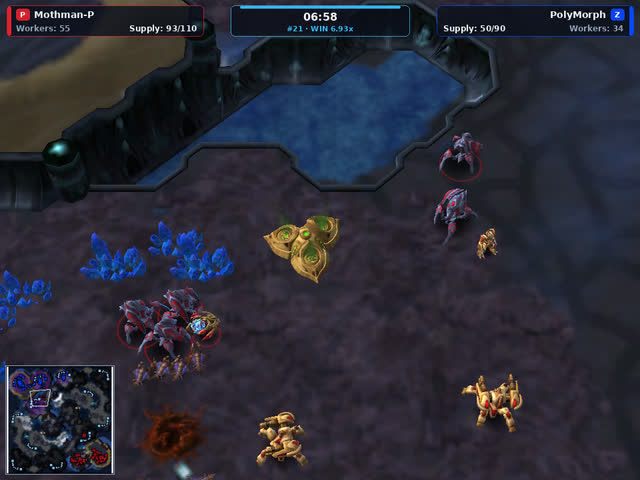 P Mothman-P
Workers: 55 Supply: 93/110
06:58
#21 · WIN 6.93x
PolyMorph Z
Supply: 50/90 Workers: 34